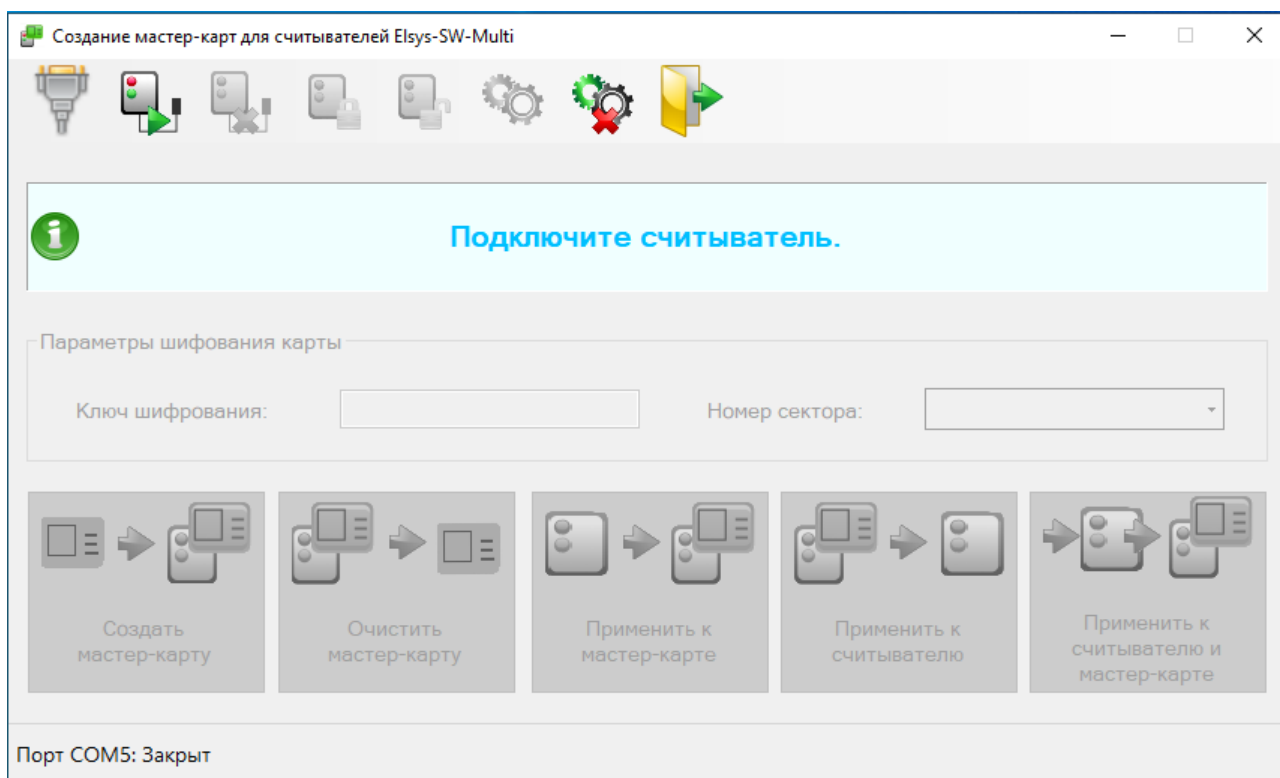 Создание мастер-карт для считывателей Elsys-SW-Multi
Подключите считыватель.
Параметры шифования карты
Ключ шифрования:
Номер сектора:
Создать
мастер-карту
Очистить
мастер-карту
Применить к
мастер-карте
Применить к
считывателю
Применить к
считывателю и
мастер-карте
Порт COM5: Закрыт